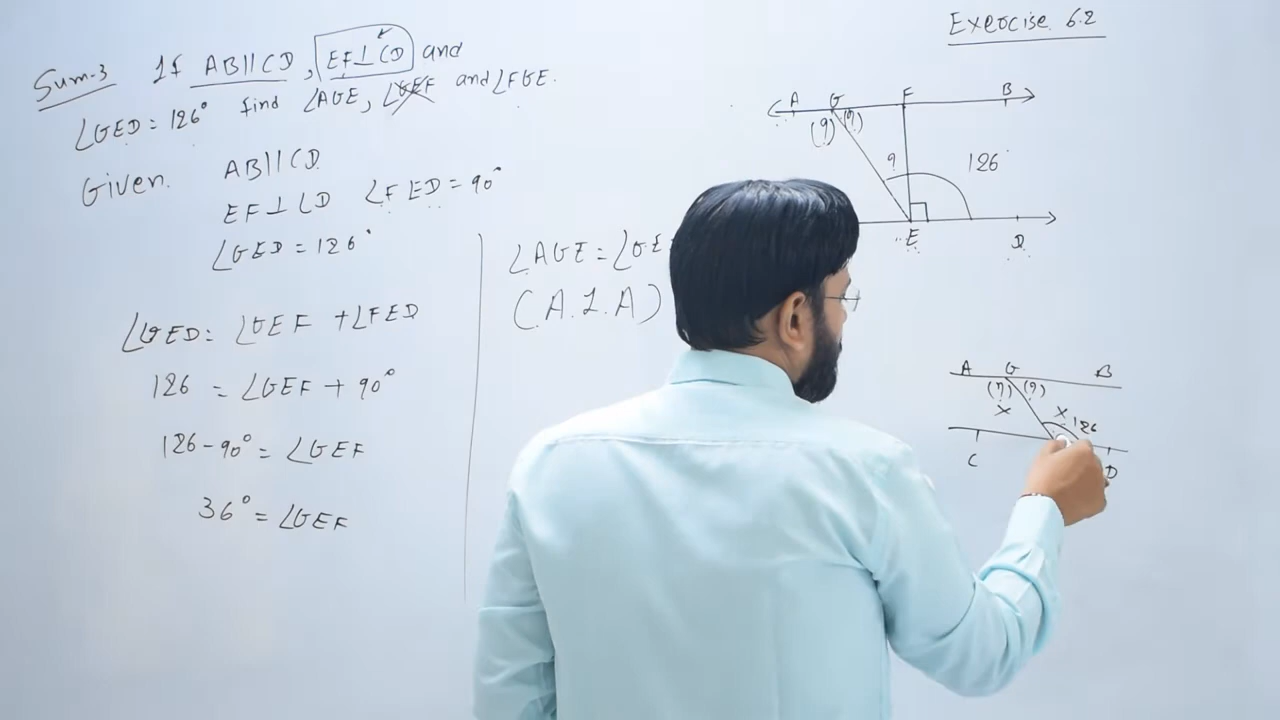 Exercise 6.2
Sum-3 If AB||CD, EF⊥CD and
∠GED = 126° find ∠AGE, ∠GEF and ∠FGE.
Given. AB||CD
EF⊥CD ∠FED = 90°
∠GED = 126°
∠GED = ∠GEF + ∠FED
126 = ∠GEF + 90°
126 - 90° = ∠GEF
36° = ∠GEF
∠AGE = ∠GE
(A.I.A)
A G F B
(?) (?)
? 126°
E D
A G B
(?) (?)
x x 126
C D